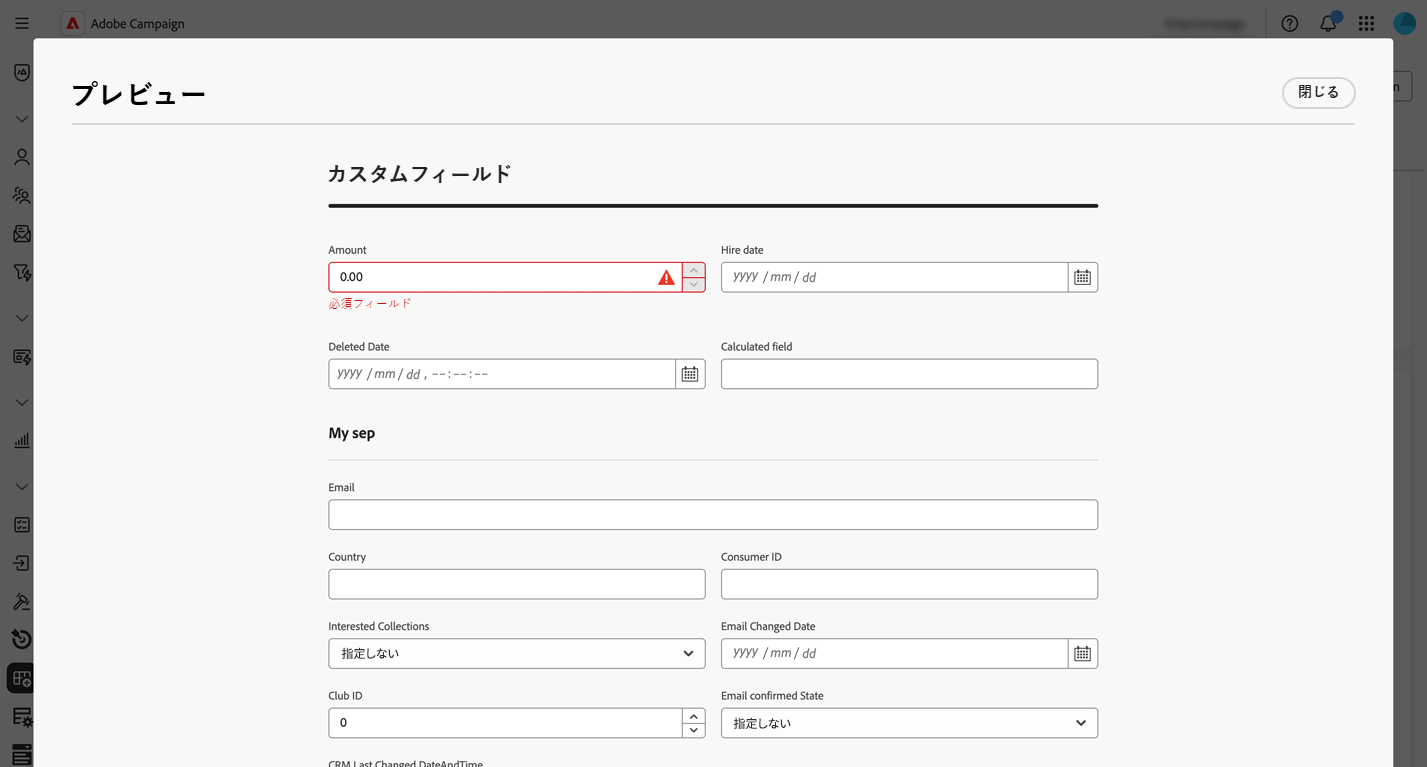 Adobe Campaign
プレビュー
閉じる
n
カスタムフィールド
Amount
Hire date
0.00
yyyy / mm / dd
必須フィールド
Deleted Date
Calculated field
yyyy / mm / dd , --:--:--
My sep
Email
Country
Consumer ID
Interested Collections
Email Changed Date
指定しない
yyyy / mm / dd
Club ID
Email confirmed State
0
指定しない
CRM Last Changed DateAndTime